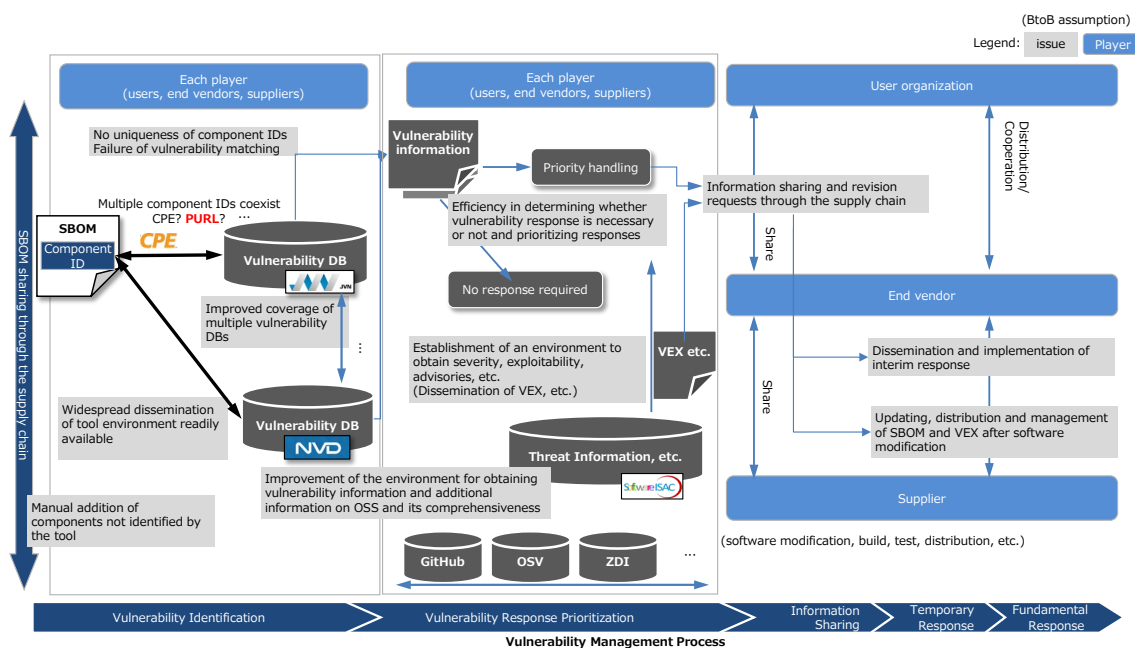 (BtoB assumption)
Legend:
issue
Player
Each player
(users, end vendors, suppliers)
Each player
(users, end vendors, suppliers)
User organization
No uniqueness of component IDs
Failure of vulnerability matching
Vulnerability
information
Priority handling
Information sharing and revision
requests through the supply chain
Share
Distribution/
Cooperation
Multiple component IDs coexist
CPE? PURL? ...
SBOM
Component
ID
CPE
Vulnerability DB
JVN
Efficiency in determining whether
vulnerability response is necessary
or not and prioritizing responses
No response required
End vendor
SBOM sharing through the supply chain
Improved coverage of
multiple vulnerability
DBs
...
Establishment of an environment to
obtain severity, exploitability,
advisories, etc.
(Dissemination of VEX, etc.)
VEX etc.
Dissemination and implementation of
interim response
Share
Widespread dissemination
of tool environment readily
available
Vulnerability DB
NVD
Threat Information, etc.
SoftwareISAC
Updating, distribution and management
of SBOM and VEX after software
modification
Improvement of the environment for obtaining
vulnerability information and additional
information on OSS and its comprehensiveness
Supplier
Manual addition of
components not identified by
the tool
(software modification, build, test, distribution, etc.)
GitHub
OSV
ZDI
...
Vulnerability Identification
Vulnerability Response Prioritization
Information
Sharing
Temporary
Response
Fundamental
Response
Vulnerability Management Process